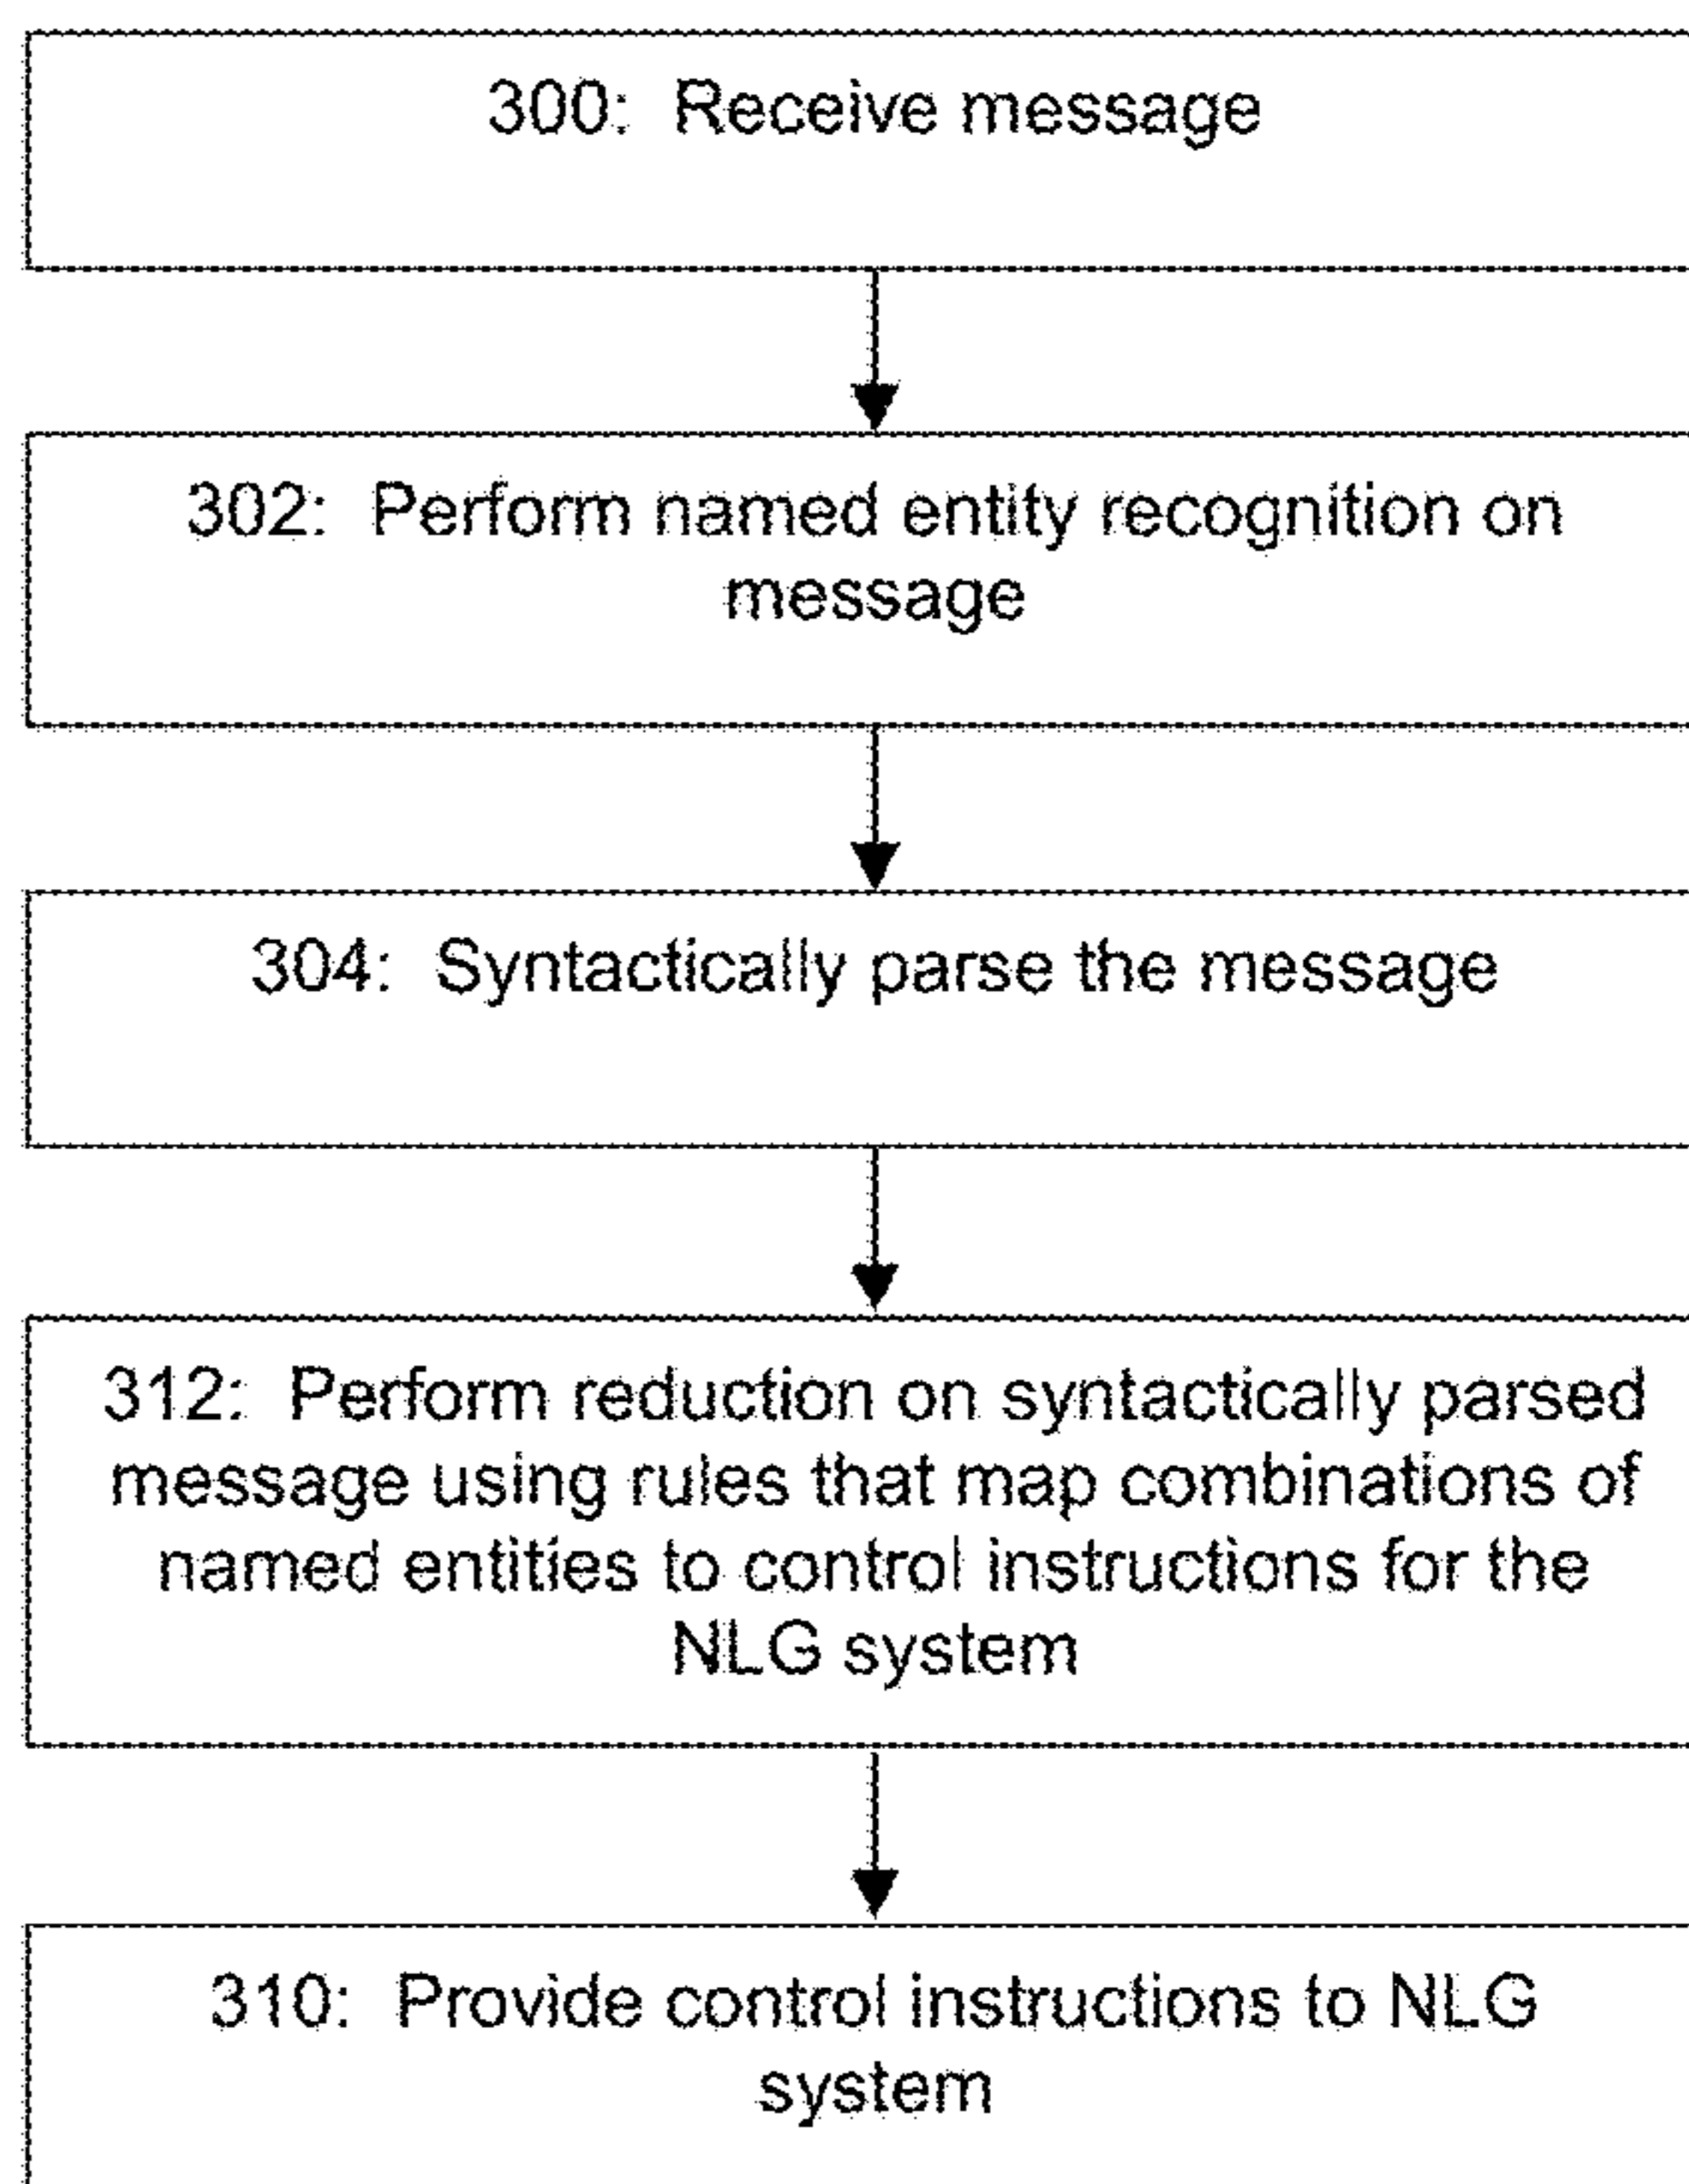 300: Receive message
302: Perform named entity recognition on
message
304: Syntactically parse the message
312: Perform reduction on syntactically parsed
message using rules that map combinations of
named entities to control instructions for the
NLG system
310: Provide control instructions to NLG
system